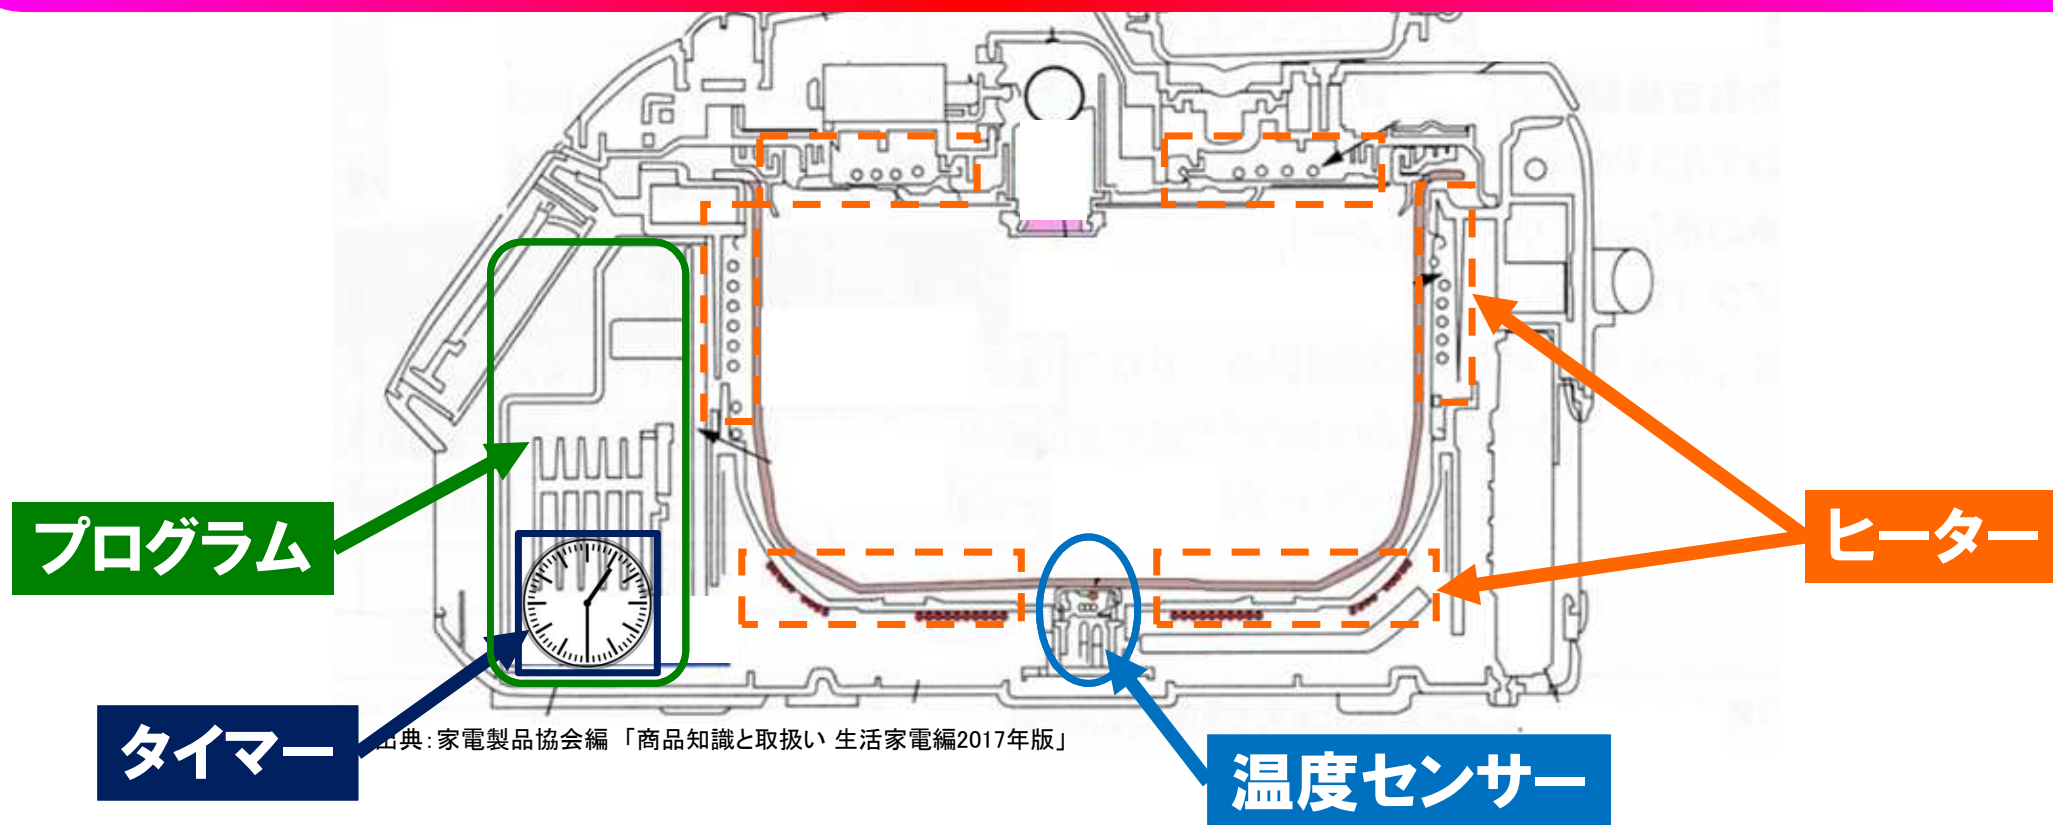 プログラム
ヒーター
タイマー
出典：家電製品協会編 「商品知識と取扱い 生活家電編2017年版」
温度センサー